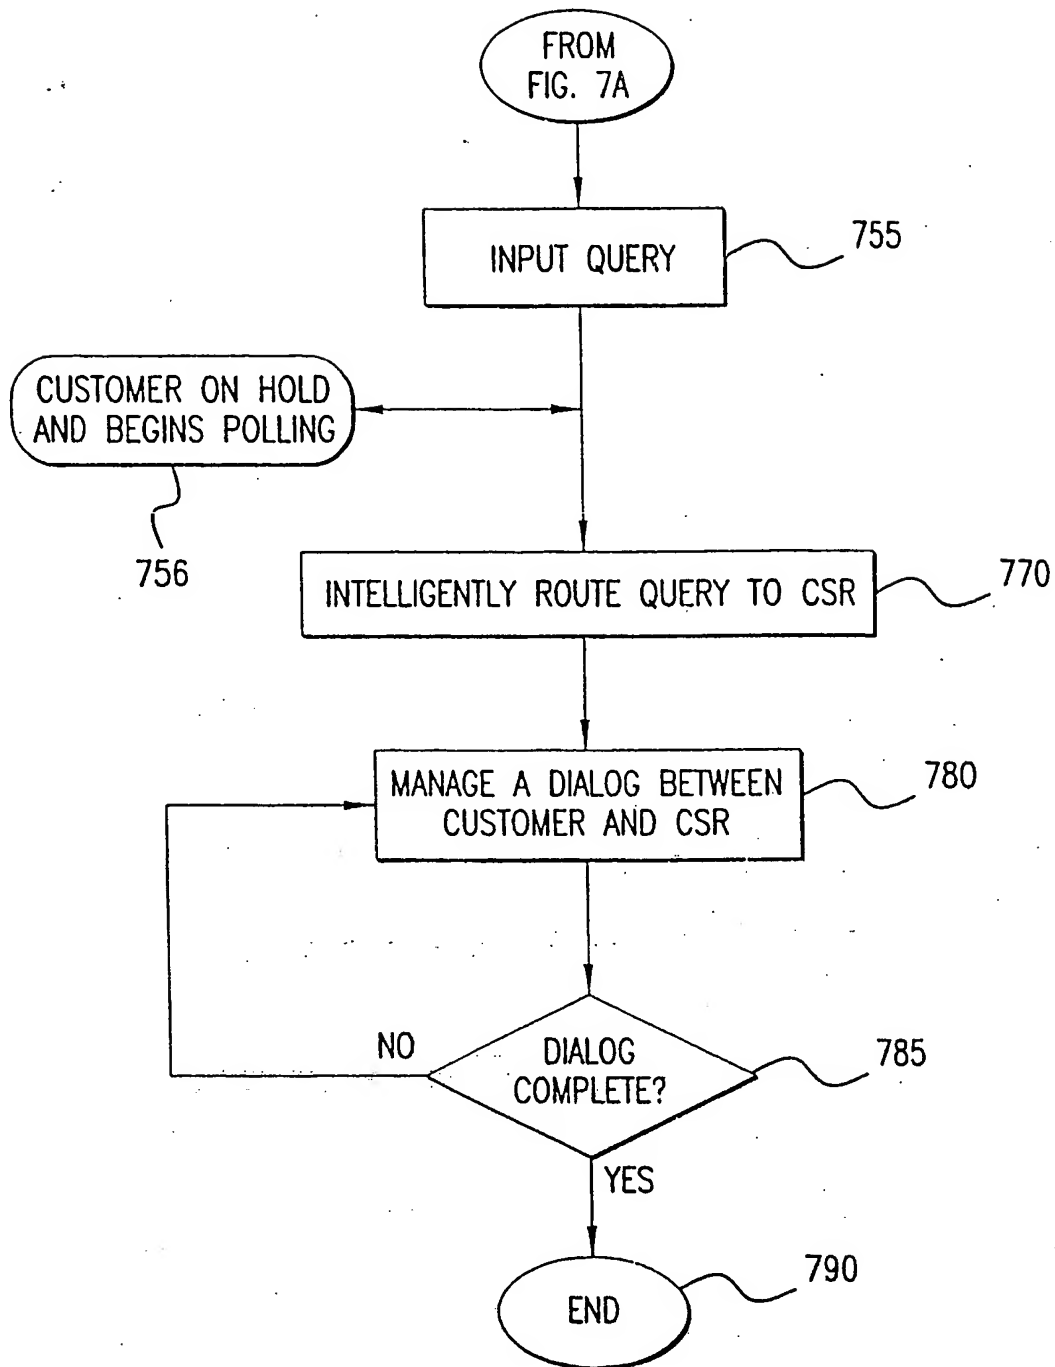 FROM
FIG. 7A
INPUT QUERY
755
CUSTOMER ON HOLD
AND BEGINS POLLING
756
INTELLIGENTLY ROUTE QUERY TO CSR
770
MANAGE A DIALOG BETWEEN
CUSTOMER AND CSR
780
NO
DIALOG
COMPLETE?
785
YES
END
790